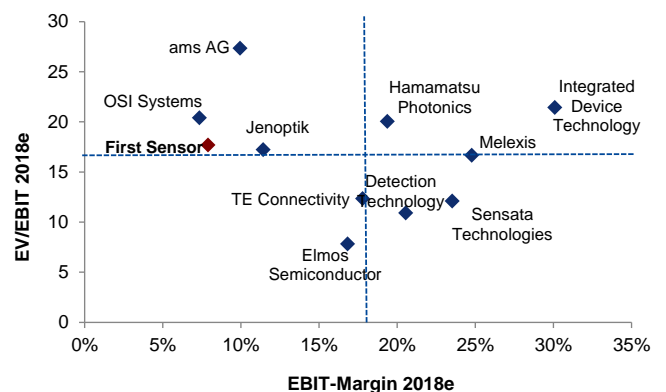 30
25
20
15
10
5
0
EV/EBIT 2018e
ams AG
OSI Systems
First Sensor
Jenoptik
Hamamatsu
Photonics
Integrated
Device
Technology
Melexis
TE Connectivity
Detection
Technology
Sensata
Technologies
Elmos
Semiconductor
0%
5%
10%
15%
20%
25%
30%
35%
EBIT-Margin 2018e